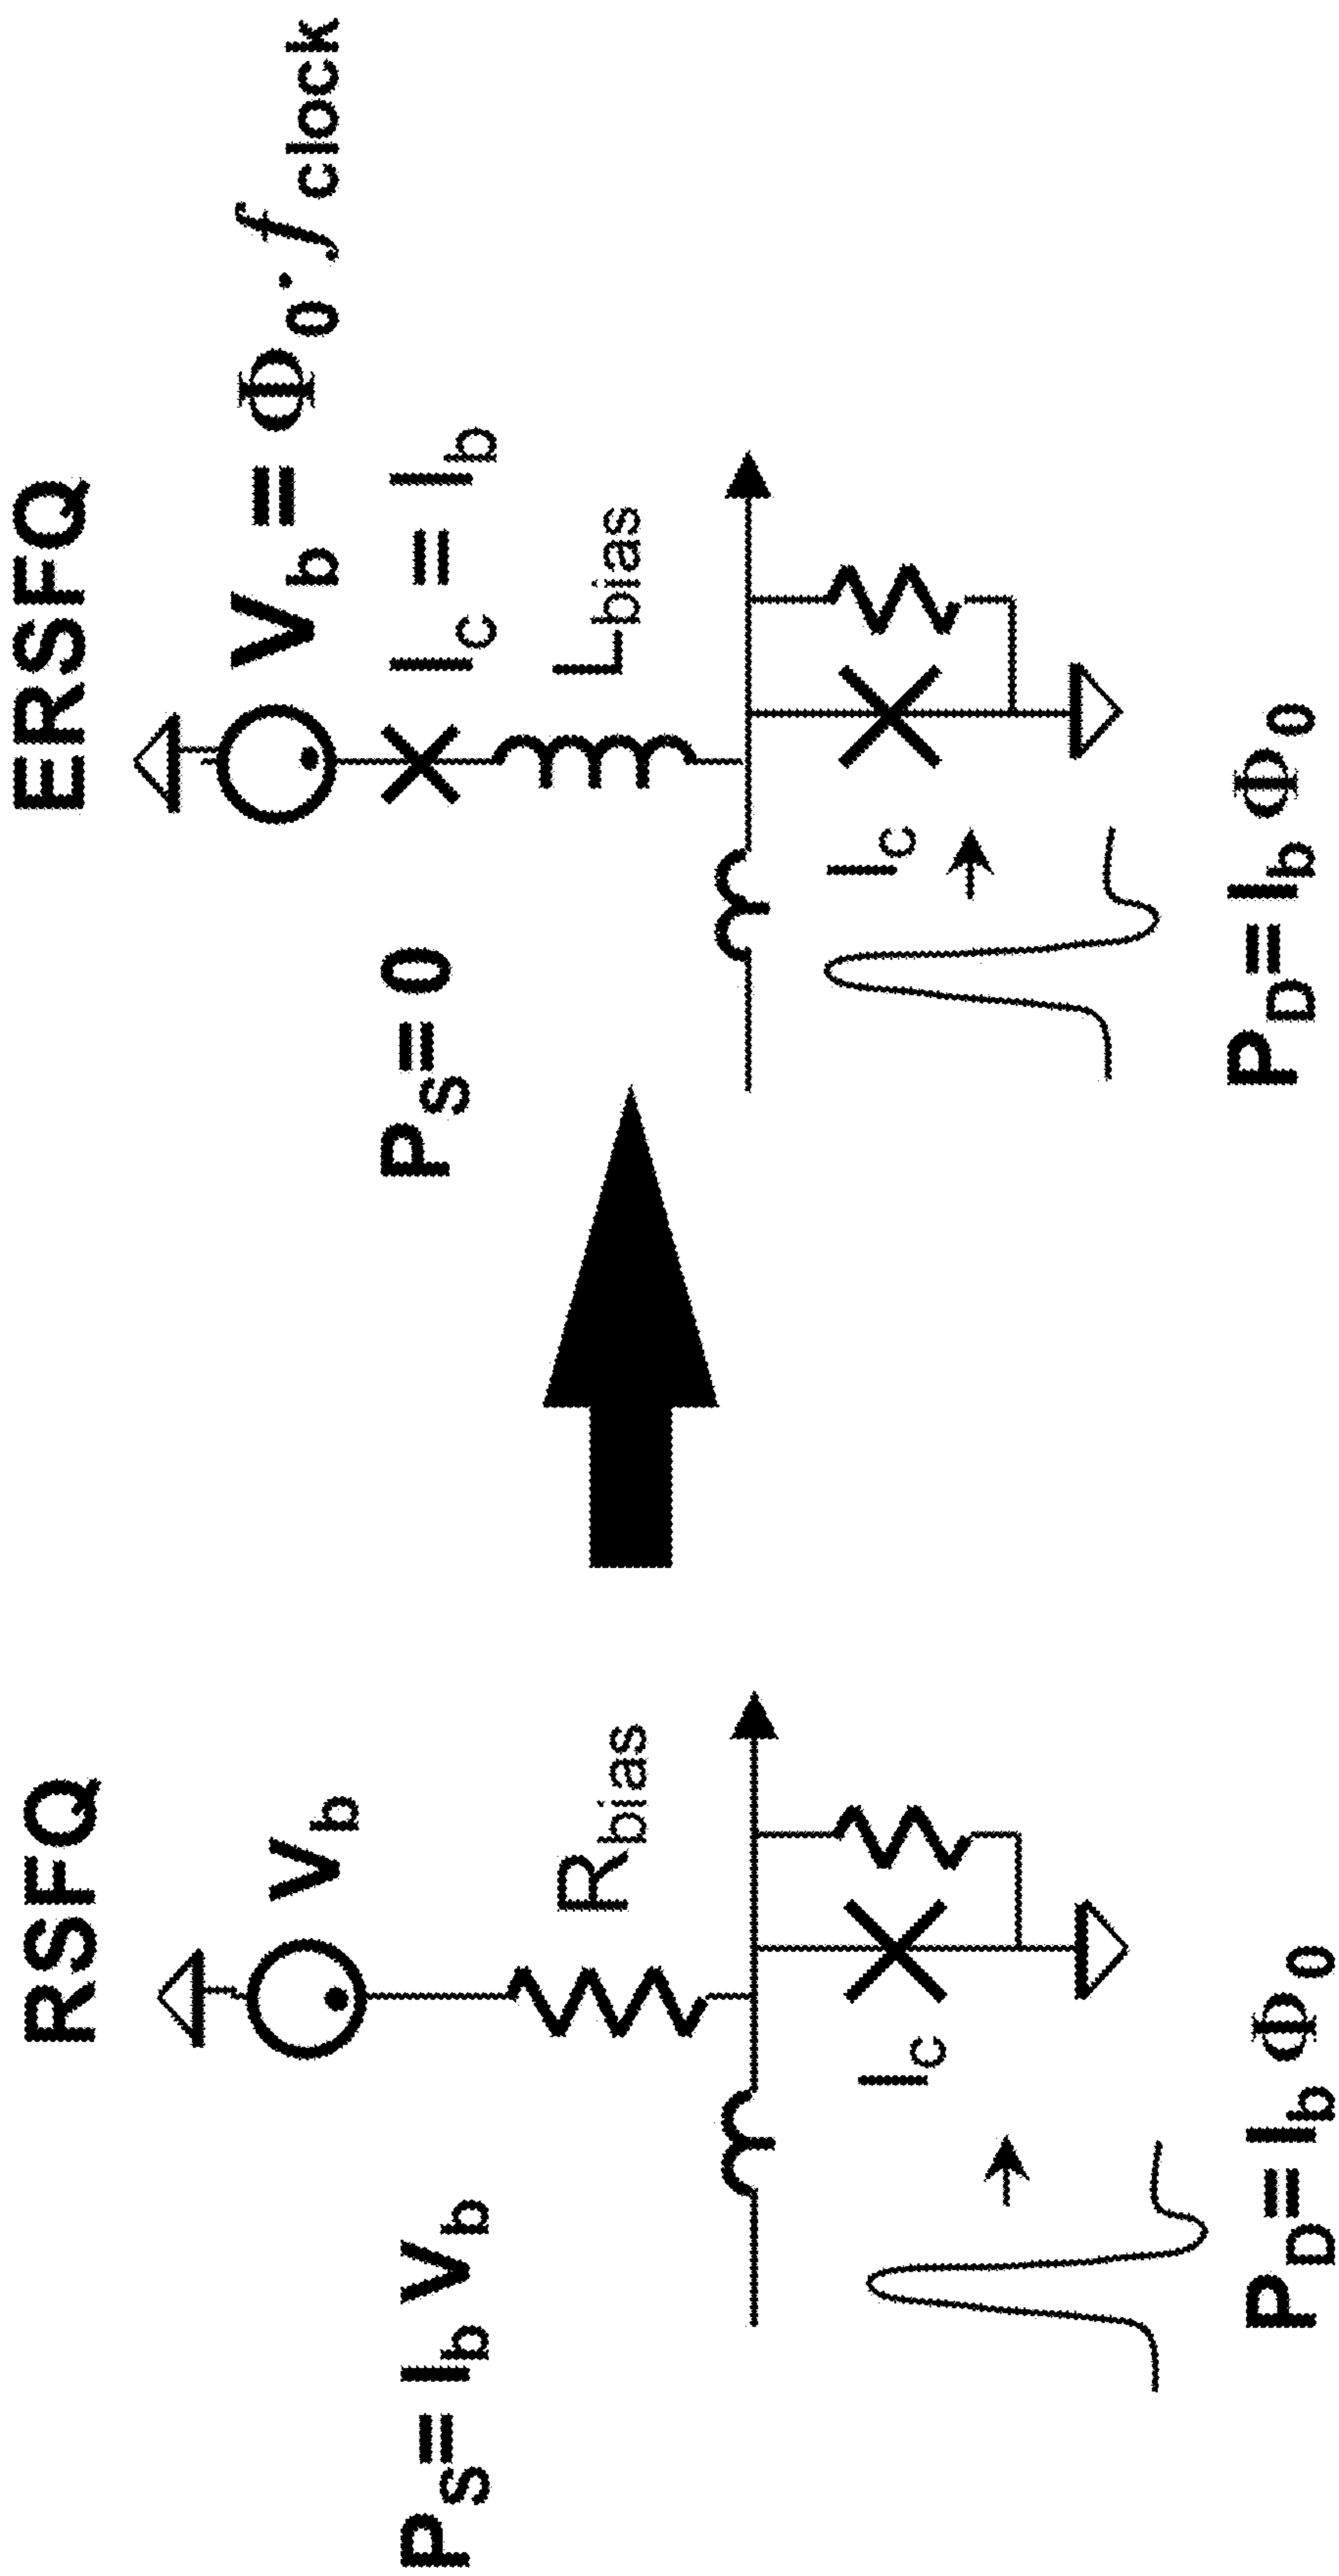 RSFQ
V_b
P_S = I_b V_b
R_bias
I_C
P_D = I_b Φ_0
ERSFQ
V_b = Φ_0 · f_clock
I_C = I_b
P_S = 0
L_bias
I_C
P_D = I_b Φ_0